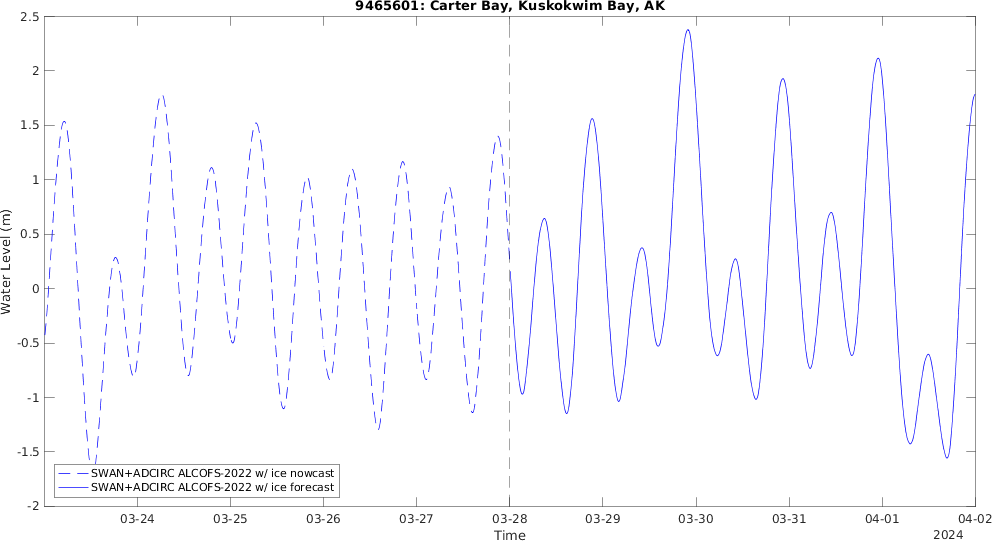 9465601: Carter Bay, Kuskokwim Bay, AK
2.5
2
1.5
1
0.5
0
-0.5
-1
-1.5
-2
Water Level (m)
SWAN+ADCIRC ALCOFS-2022 w/ ice nowcast
SWAN+ADCIRC ALCOFS-2022 w/ ice forecast
03-24 03-25 03-26 03-27 03-28 03-29 03-30 03-31 04-01 04-02
Time
2024